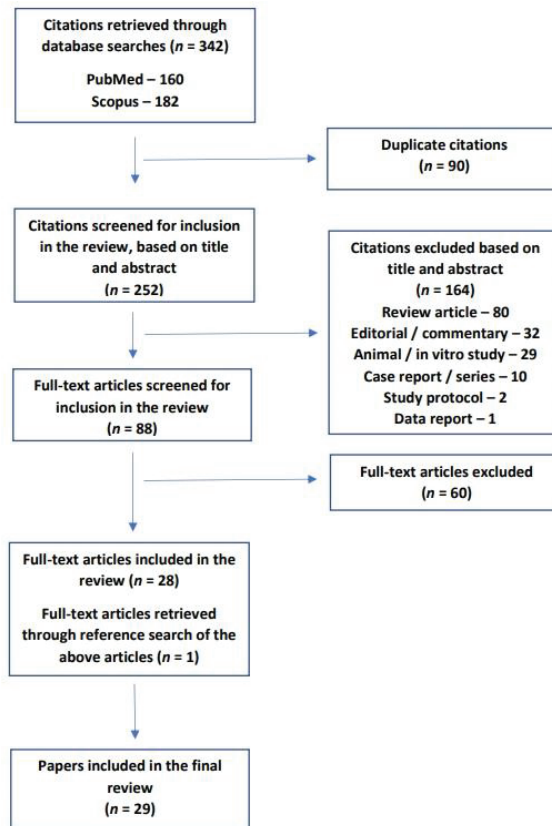 Citations retrieved through
database searches (n = 342)
PubMed – 160
Scopus – 182
Duplicate citations
(n = 90)
Citations screened for inclusion
in the review, based on title
and abstract
(n = 252)
Citations excluded based on
title and abstract
(n = 164)
Review article – 80
Editorial / commentary – 32
Animal / in vitro study – 29
Case report / series – 10
Study protocol – 2
Data report – 1
Full-text articles screened for
inclusion in the review
(n = 88)
Full-text articles excluded
(n = 60)
Full-text articles included in the
review (n = 28)
Full-text articles retrieved
through reference search of the
above articles (n = 1)
Papers included in the final
review
(n = 29)